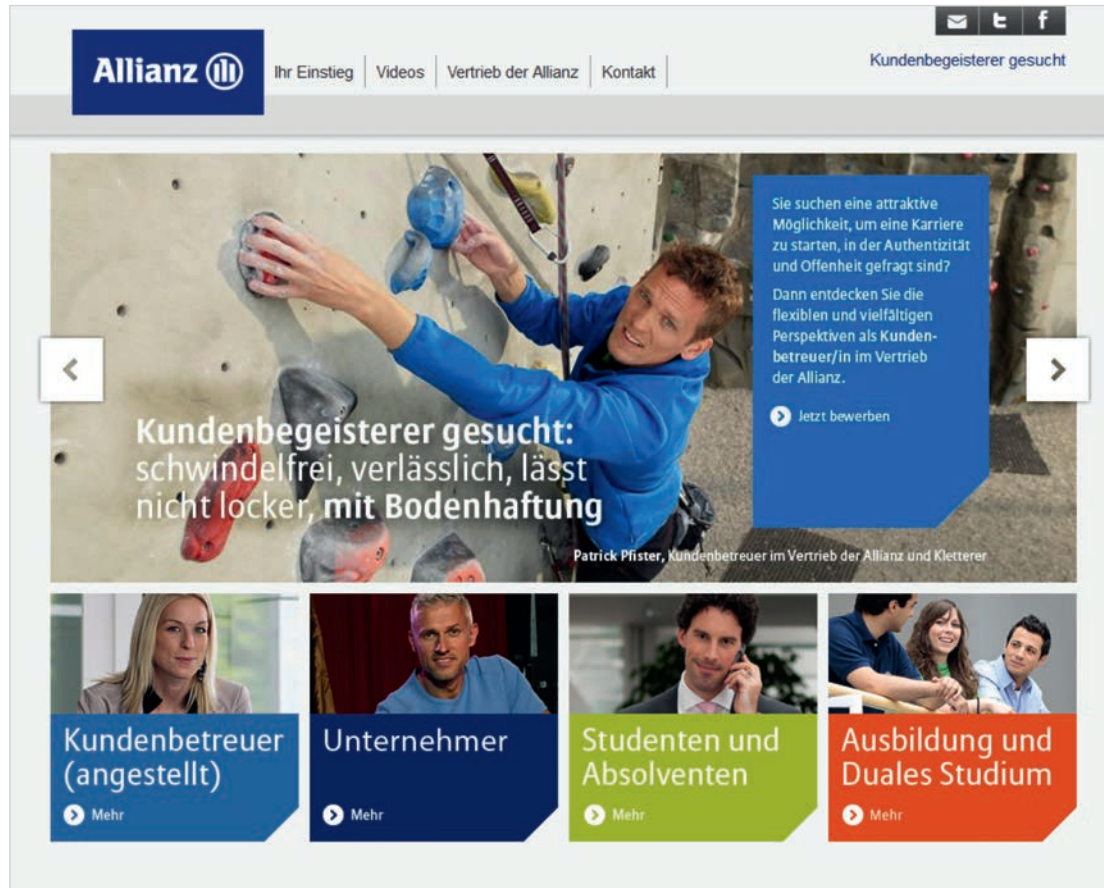 Allianz
Ihr Einstieg
Videos
Vertrieb der Allianz
Kontakt
Kundenbegeisterer gesucht
Sie suchen eine attraktive
Möglichkeit, um eine Karriere
zu starten, in der Authentizität
und Offenheit gefragt sind?
Dann entdecken Sie die
flexiblen und vielfältigen
Perspektiven als Kunden-
betreuer/in im Vertrieb
der Allianz.
Jetzt bewerben
Kundenbegeisterer gesucht:
schwindelfrei, verlässlich, lässt
nicht locker, mit Bodenhaftung
Patrick Pfister, Kundenbetreuer im Vertrieb der Allianz und Kletterer
Kundenbetreuer
(angestellt)
Mehr
Unternehmer
Mehr
Studenten und
Absolventen
Mehr
Ausbildung und
Duales Studium
Mehr